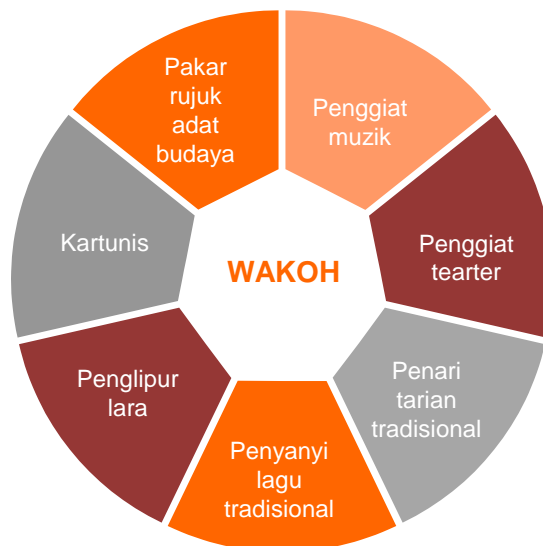 Pakar
rujuk
adat
budaya
Penggiat
muzik
Penggiat
tearter
Penari
tarian
tradisional
Penyanyi
lagu
tradisional
Penglipur
lara
Kartunis
WAKOH